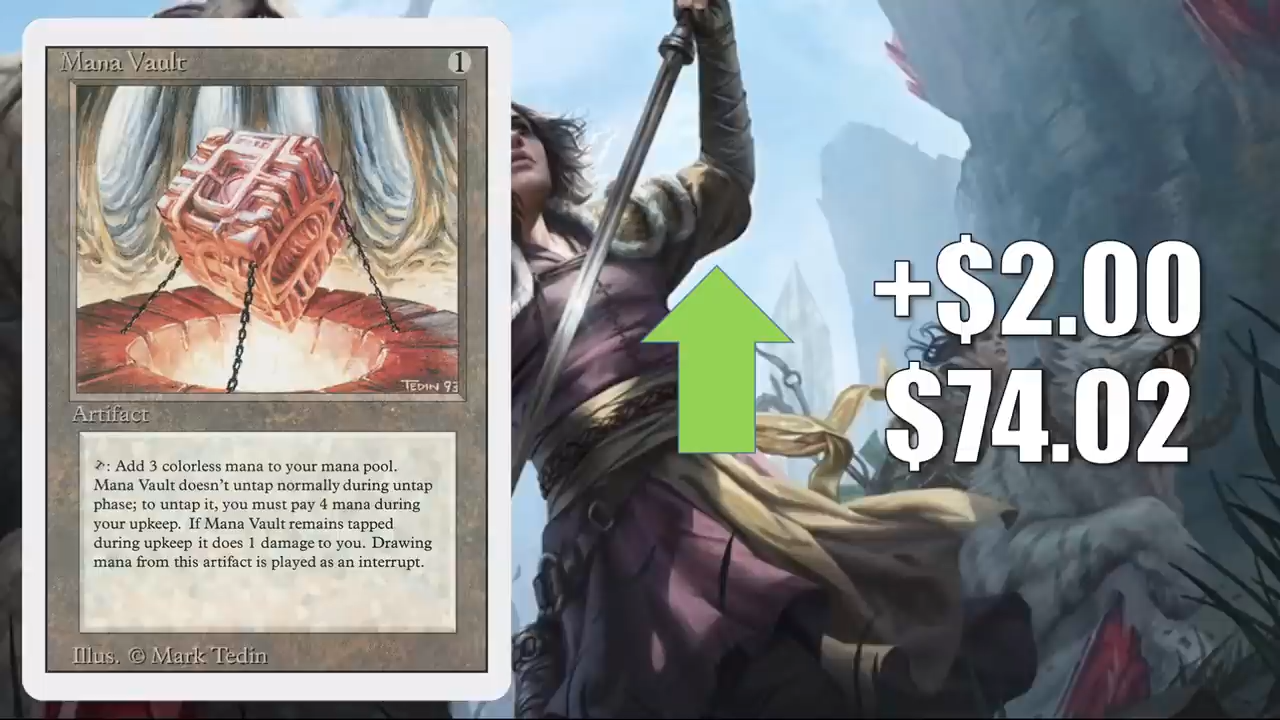 Mana Vault 1
TEDIN 93
Artifact
: Add 3 colorless mana to your mana pool.
Mana Vault doesn't untap normally during untap
phase; to untap it, you must pay 4 mana during
your upkeep. If Mana Vault remains tapped
during upkeep it does 1 damage to you. Drawing
mana from this artifact is played as an interrupt.
Illus. © Mark Tedin
+$2.00
$74.02